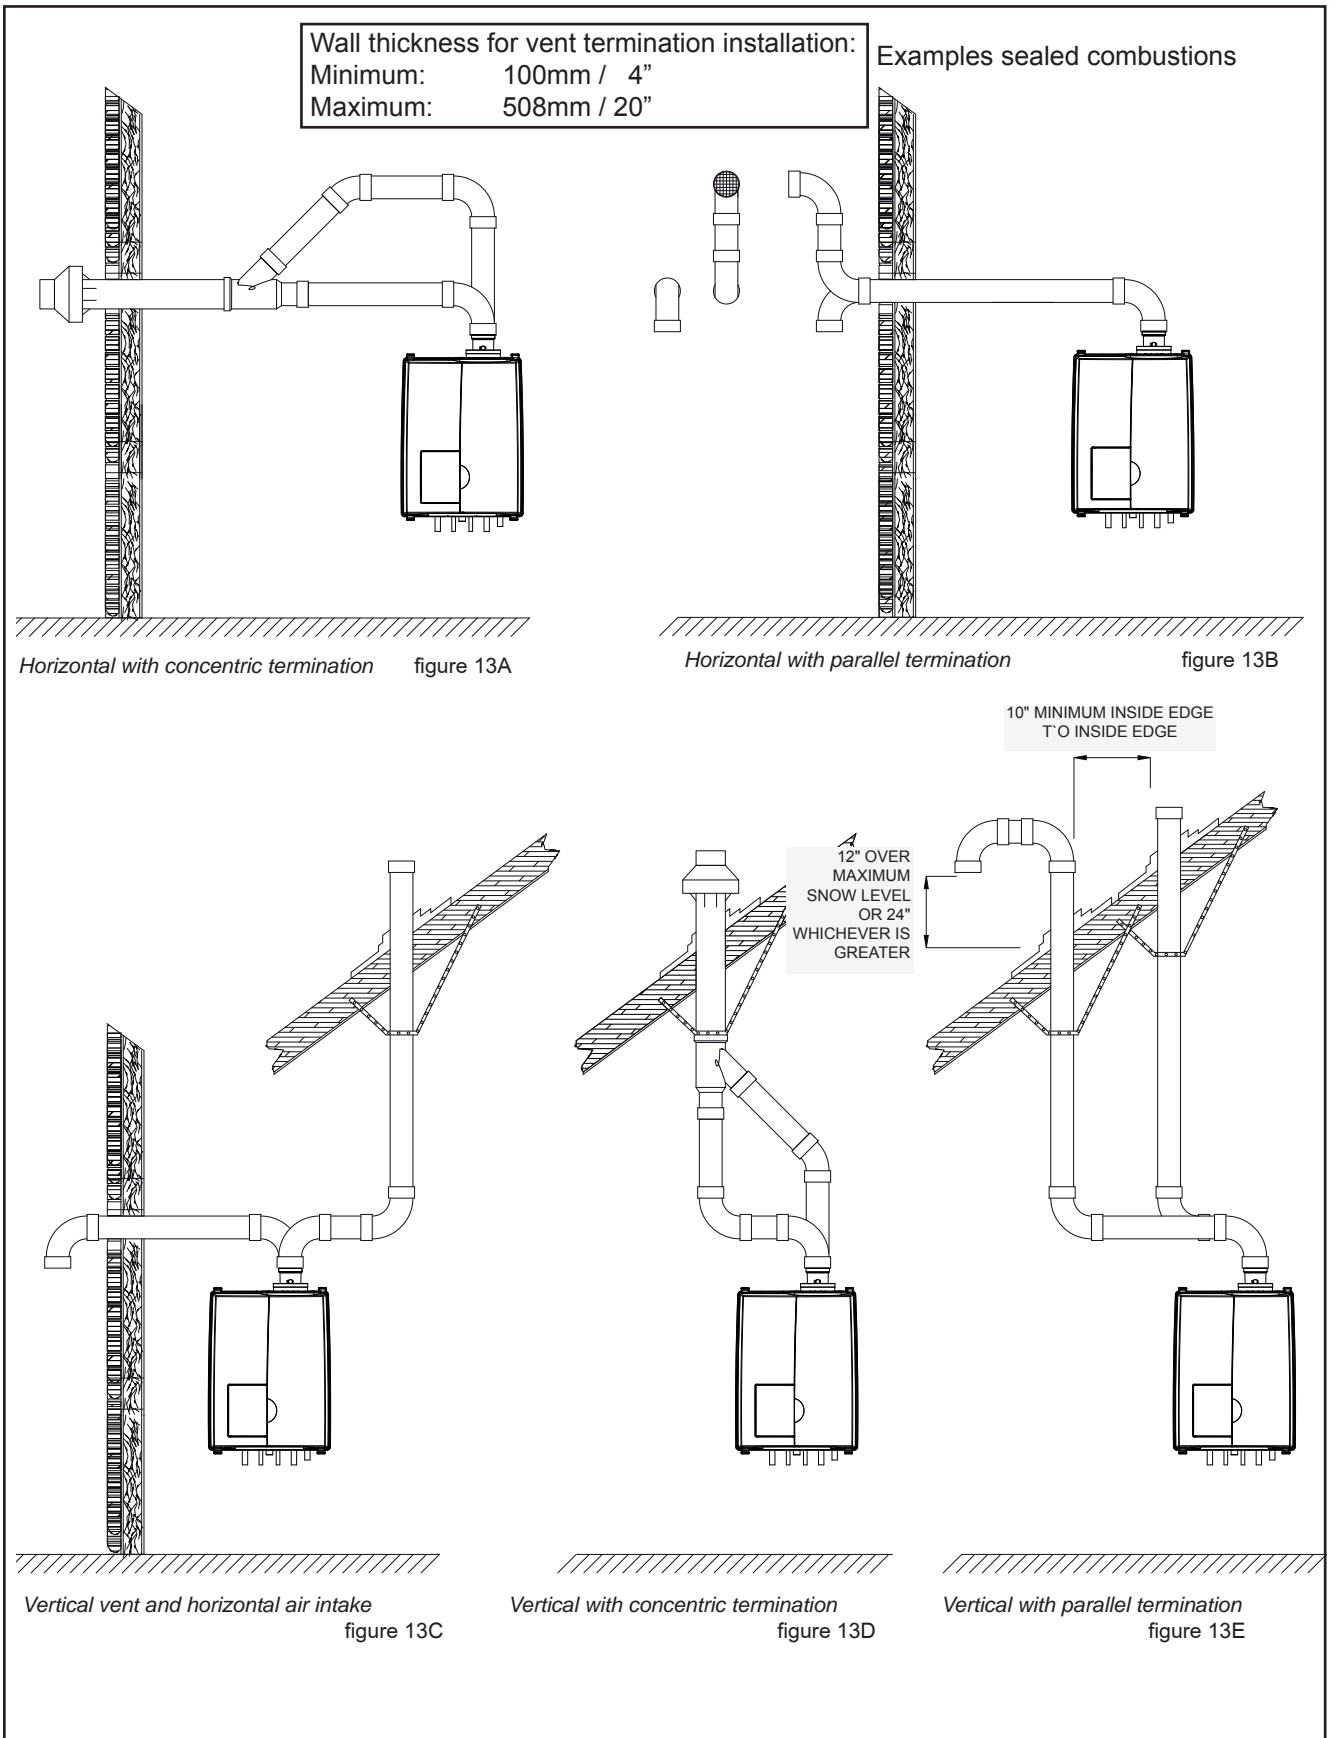 Wall thickness for vent termination installation:
Minimum: 100mm / 4”
Maximum: 508mm / 20”
Examples sealed combustions
Horizontal with concentric termination figure 13A
Horizontal with parallel termination figure 13B
10" MINIMUM INSIDE EDGE
T`O INSIDE EDGE
12" OVER
MAXIMUM
SNOW LEVEL
OR 24"
WHICHEVER IS
GREATER
Vertical vent and horizontal air intake
figure 13C
Vertical with concentric termination
figure 13D
Vertical with parallel termination
figure 13E